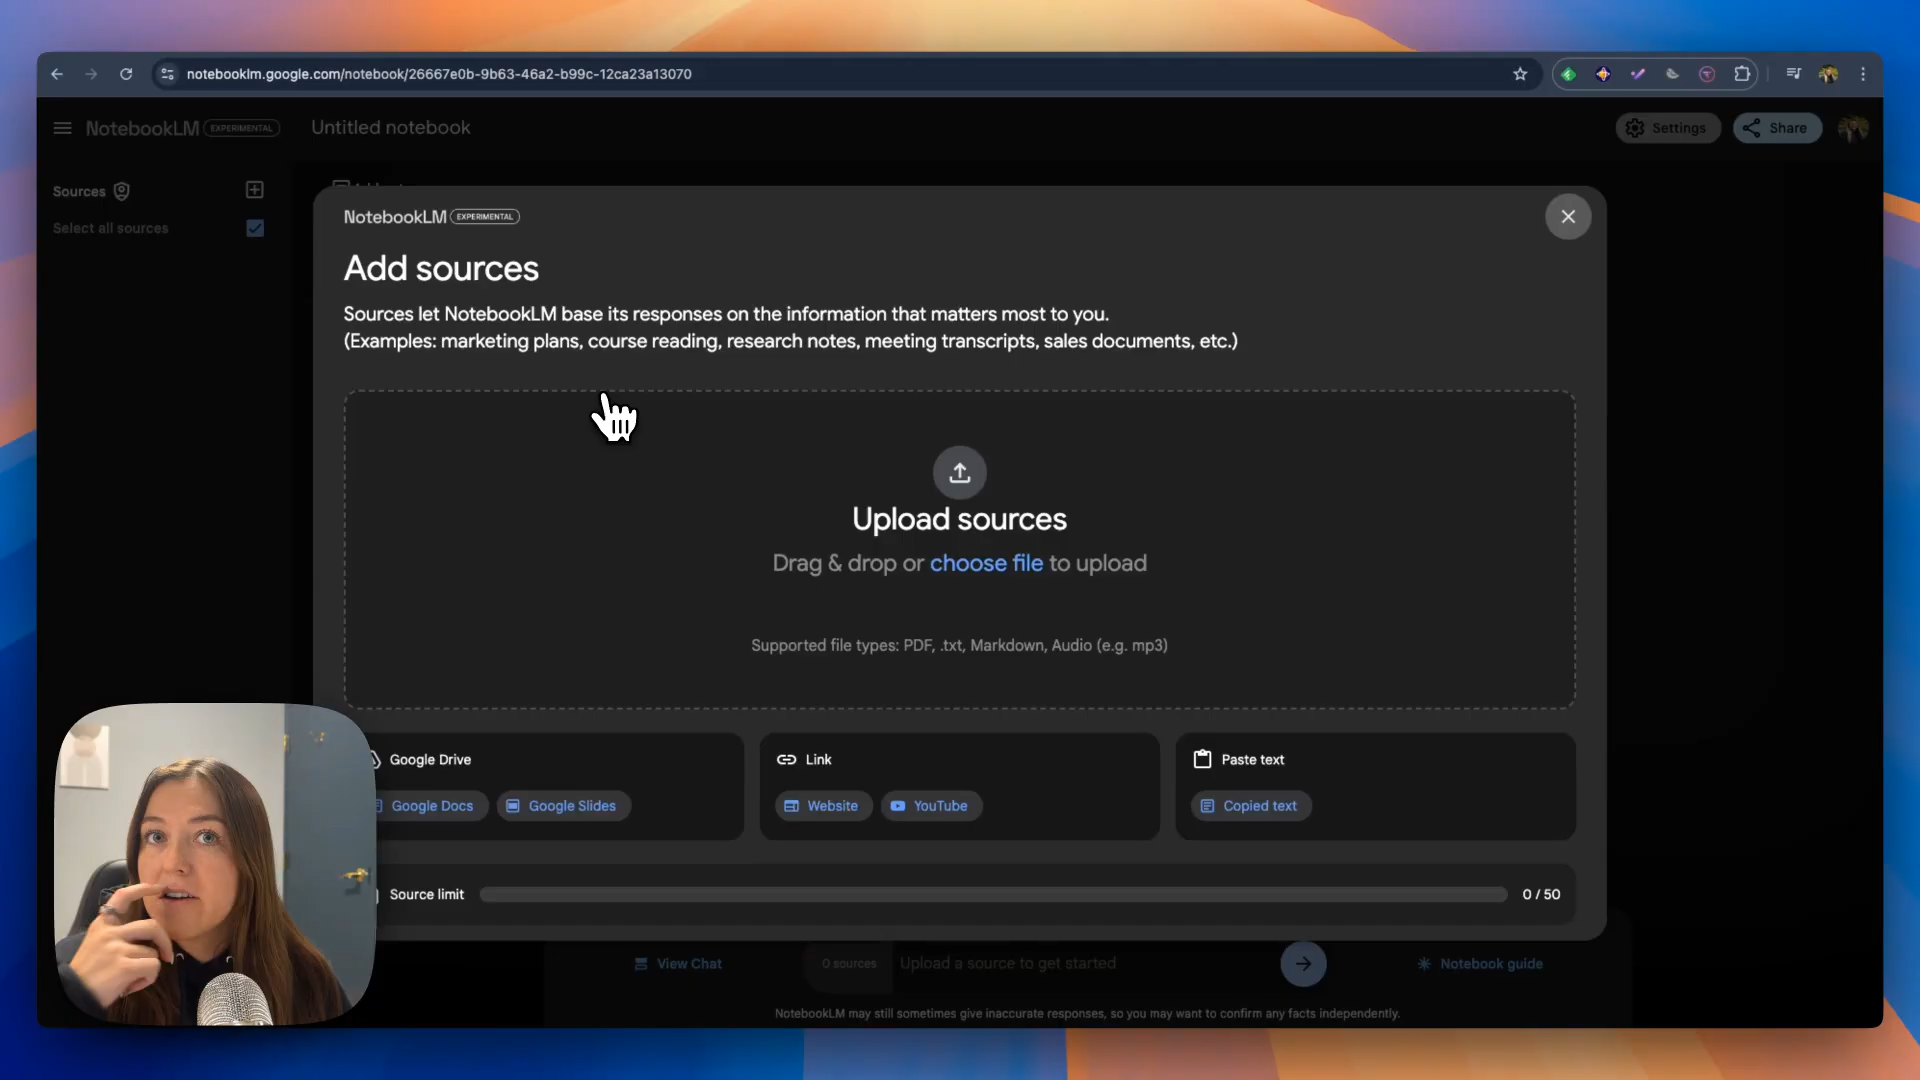 notebooklm.google.com/notebook/26667e0b-9b63-46a2-b99c-12ca23a13070
NotebookLM EXPERIMENTAL
Untitled notebook
Settings
Share
Sources
Select all sources
NotebookLM EXPERIMENTAL
Add sources
Sources let NotebookLM base its responses on the information that matters most to you.
(Examples: marketing plans, course reading, research notes, meeting transcripts, sales documents, etc.)
Upload sources
Drag & drop or choose file to upload
Supported file types: PDF, .txt, Markdown, Audio (e.g. mp3)
Google Drive
Google Docs
Google Slides
Link
Website
YouTube
Paste text
Copied text
Source limit
0 / 50
View Chat
0 sources
Upload a source to get started
Notebook guide
NotebookLM may still sometimes give inaccurate responses, so you may want to confirm any facts independently.